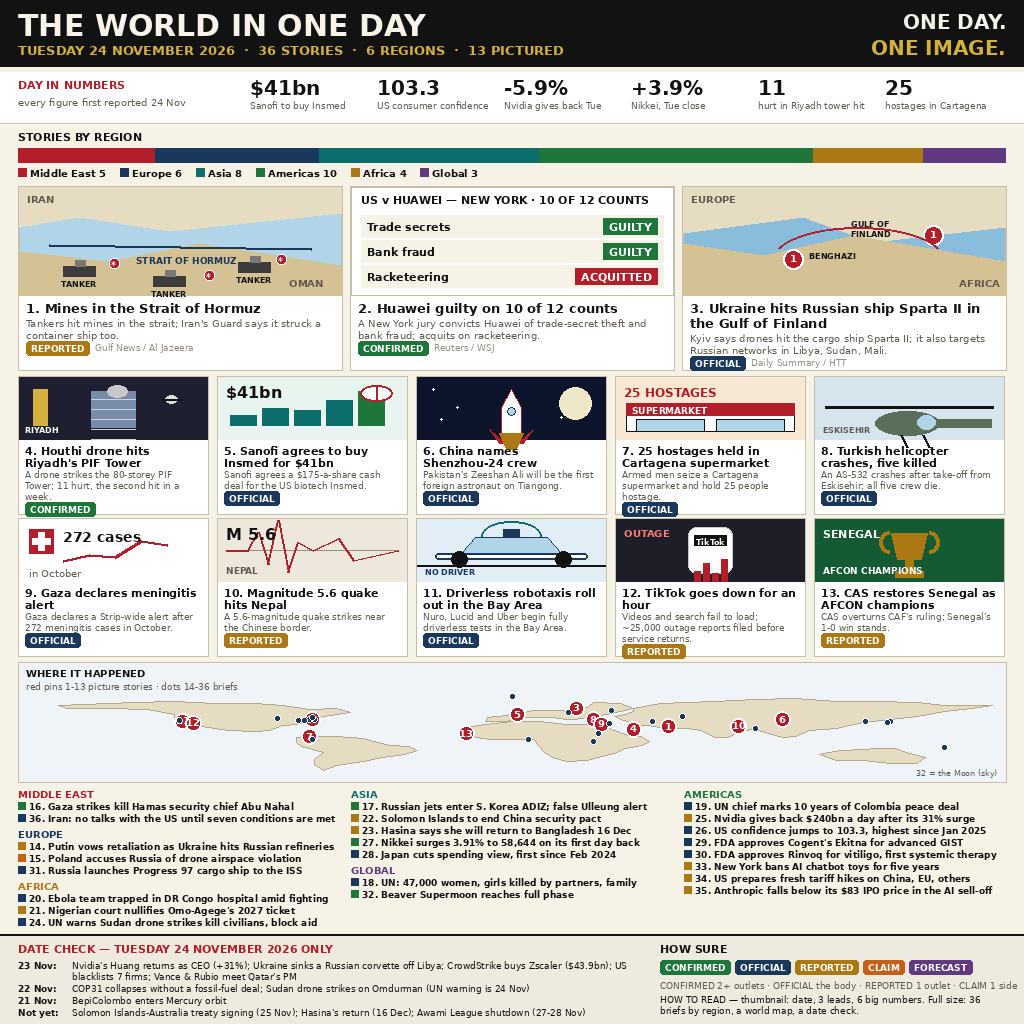 THE WORLD IN ONE DAY
TUESDAY 24 NOVEMBER 2026 · 36 STORIES · 6 REGIONS · 13 PICTURED
ONE DAY.
ONE IMAGE.
DAY IN NUMBERS
every figure first reported 24 Nov
$41bn
Sanofi to buy Insmed
103.3
US consumer confidence
-5.9%
Nvidia gives back Tue
+3.9%
Nikkei, Tue close
11
hurt in Riyadh tower hit
25
hostages in Cartagena
STORIES BY REGION
Middle East 5 Europe 6 Asia 8 Americas 10 Africa 4 Global 3
IRAN
STRAIT OF HORMUZ
TANKER
TANKER
TANKER
OMAN
1. Mines in the Strait of Hormuz
Tankers hit mines in the strait; Iran's Guard says it struck a
container ship too.
REPORTED Gulf News / Al Jazeera
US v HUAWEI — NEW YORK · 10 OF 12 COUNTS
Trade secrets GUILTY
Bank fraud GUILTY
Racketeering ACQUITTED
2. Huawei guilty on 10 of 12 counts
A New York jury convicts Huawei of trade-secret theft and
bank fraud; acquits on racketeering.
CONFIRMED Reuters / WSJ
EUROPE
GULF OF
FINLAND
1
1
BENGHAZI
AFRICA
3. Ukraine hits Russian ship Sparta II in
the Gulf of Finland
Kyiv says drones hit the cargo ship Sparta II; it also targets
Russian networks in Libya, Sudan, Mali.
OFFICIAL Daily Summary / HTT
RIYADH
4. Houthi drone hits
Riyadh's PIF Tower
A drone strikes the 80-storey PIF
Tower; 11 hurt, the second hit in a
week.
CONFIRMED
$41bn
5. Sanofi agrees to buy
Insmed for $41bn
Sanofi agrees a $175-a-share cash
deal for the US biotech Insmed.
OFFICIAL
6. China names
Shenzhou-24 crew
Pakistan's Zeeshan Ali will be the first
foreign astronaut on Tiangong.
OFFICIAL
25 HOSTAGES
SUPERMARKET
7. 25 hostages held in
Cartagena supermarket
Armed men seize a Cartagena
supermarket and hold 25 people
hostage.
OFFICIAL
ESKISEHIR
8. Turkish helicopter
crashes, five killed
An AS-532 crashes after take-off from
Eskisehir; all five crew die.
OFFICIAL
272 cases
in October
9. Gaza declares meningitis
alert
Gaza declares a Strip-wide alert after
272 meningitis cases in October.
OFFICIAL
M 5.6
NEPAL
10. Magnitude 5.6 quake
hits Nepal
A 5.6-magnitude quake strikes near
the Chinese border.
REPORTED
NO DRIVER
11. Driverless robotaxis roll
out in the Bay Area
Nuro, Lucid and Uber begin fully
driverless tests in the Bay Area.
OFFICIAL
OUTAGE
TikTok
12. TikTok goes down for an
hour
Videos and search fail to load;
~25,000 outage reports filed before
service returns.
REPORTED
SENEGAL
AFCON CHAMPIONS
13. CAS restores Senegal as
AFCON champions
CAS overturns CAF's ruling; Senegal's
1-0 win stands.
REPORTED
WHERE IT HAPPENED
red pins 1-13 picture stories · dots 14-36 briefs
12 7 13 5 3 8 9 4 1 10 6
32 = the Moon (sky)
MIDDLE EAST
16. Gaza strikes kill Hamas security chief Abu Nahal
36. Iran: no talks with the US until seven conditions are met
EUROPE
14. Putin vows retaliation as Ukraine hits Russian refineries
15. Poland accuses Russia of drone airspace violation
31. Russia launches Progress 97 cargo ship to the ISS
AFRICA
20. Ebola team trapped in DR Congo hospital amid fighting
21. Nigerian court nullifies Omo-Agege's 2027 ticket
24. UN warns Sudan drone strikes kill civilians, block aid
ASIA
17. Russian jets enter S. Korea ADIZ; false Ulleung alert
22. Solomon Islands to end China security pact
23. Hasina says she will return to Bangladesh 16 Dec
27. Nikkei surges 3.91% to 58,644 on its first day back
28. Japan cuts spending view, first since Feb 2024
GLOBAL
18. UN: 47,000 women, girls killed by partners, family
32. Beaver Supermoon reaches full phase
AMERICAS
19. UN chief marks 10 years of Colombia peace deal
25. Nvidia gives back $240bn a day after its 31% surge
26. US confidence jumps to 103.3, highest since Jan 2025
29. FDA approves Cogent's Ekitna for advanced GIST
30. FDA approves Rinvoq for vitiligo, first systemic therapy
33. New York bans AI chatbot toys for five years
34. US prepares fresh tariff hikes on China, EU, others
35. Anthropic falls below its $83 IPO price in the AI sell-off
DATE CHECK — TUESDAY 24 NOVEMBER 2026 ONLY
23 Nov: Nvidia's Huang returns as CEO (+31%); Ukraine sinks a Russian corvette off Libya; CrowdStrike buys Zscaler ($43.9bn); US
blacklists 7 firms; Vance & Rubio meet Qatar's PM
22 Nov: COP31 collapses without a fossil-fuel deal; Sudan drone strike on Omdurman (UN warning is 24 Nov)
21 Nov: BepiColombo enters Mercury orbit
Not yet: Solomon Islands-Australia treaty signing (25 Nov); Hasina's return (16 Dec); Awami League shutdown (27-28 Nov)
HOW SURE
CONFIRMED OFFICIAL REPORTED CLAIM FORECAST
CONFIRMED 2+ outlets · OFFICIAL the body · REPORTED 1 outlet · CLAIM 1 side
HOW TO READ — thumbnail: date, 3 leads, 6 big numbers. Full size: 36
briefs by region, a world map, a date check.